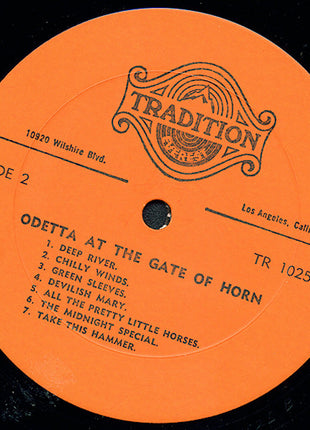 TRADITION
EVEREST
10920 Wilshire Blvd.
Los Angeles, Cali
DE 2
TR 1025
ODETTA AT THE GATE OF HORN
1. DEEP RIVER.
2. CHILLY WINDS.
3. GREEN SLEEVES.
4. DEVILISH MARY.
5. ALL THE PRETTY LITTLE HORSES.
6. THE MIDNIGHT SPECIAL.
7. TAKE THIS HAMMER.